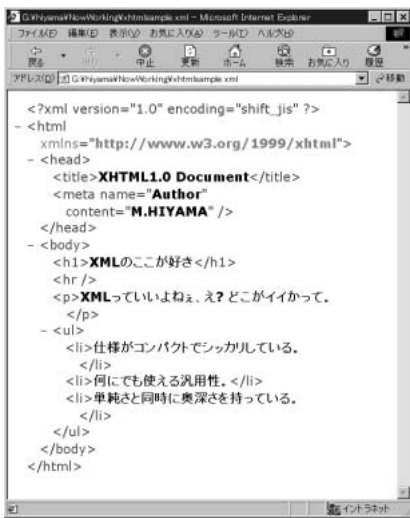 G:¥hiyama¥NowWorking¥xhtmlsample.xml - Microsoft Internet Explorer
ファイル(F) 編集(E) 表示(V) お気に入り(A) ツール(T) ヘルプ(H)
戻る 中止 更新 ホーム 検索 お気に入り 履歴
アドレス(D) G:¥hiyama¥NowWorking¥xhtmlsample.xml 移動
<?xml version="1.0" encoding="shift_jis" ?>
- <html
xmlns="http://www.w3.org/1999/xhtml">
- <head>
<title>XHTML1.0 Document</title>
<meta name="Author"
content="M.HIYAMA" />
</head>
- <body>
<h1>XMLのここが好き</h1>
<hr />
<p>XMLっていいよねぇ、え? どこがイイかって。
</p>
- <ul>
<li>仕様がコンパクトでシッカリしている。
</li>
<li>何にでも使える汎用性。</li>
<li>単純さと同時に奥深さを持っている。
</li>
</ul>
</body>
</html>
イントラネット